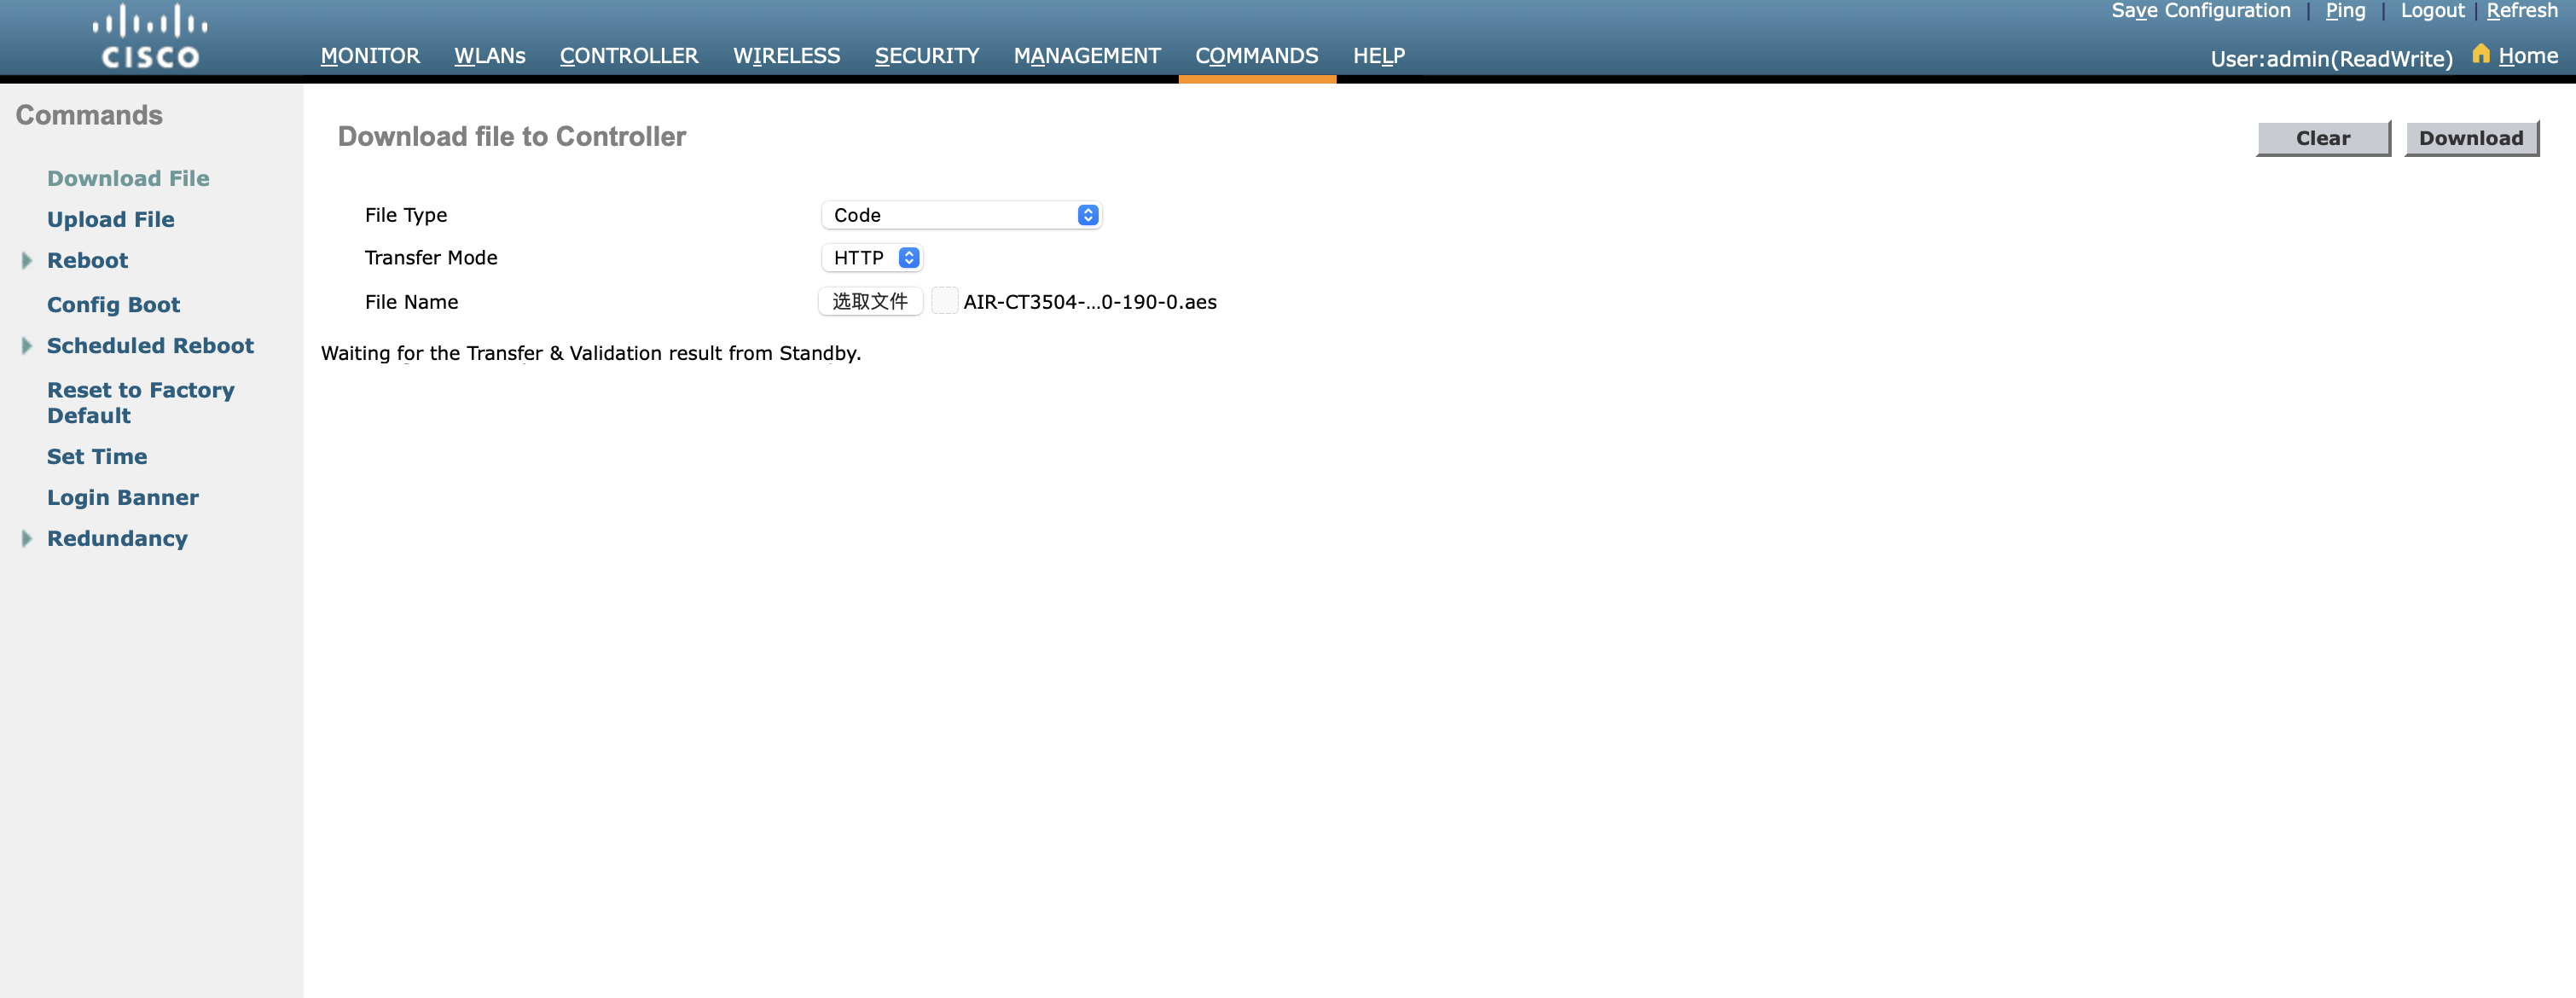 Save Configuration | Ping | Logout | Refresh
CISCO
MONITOR WLANs CONTROLLER WIRELESS SECURITY MANAGEMENT COMMANDS HELP
User:admin(ReadWrite) Home
Commands
Download File
Upload File
Reboot
Config Boot
Scheduled Reboot
Reset to Factory
Default
Set Time
Login Banner
Redundancy
Download file to Controller
Clear Download
File Type Code
Transfer Mode HTTP
File Name 选取文件 AIR-CT3504-...0-190-0.aes
Waiting for the Transfer & Validation result from Standby.